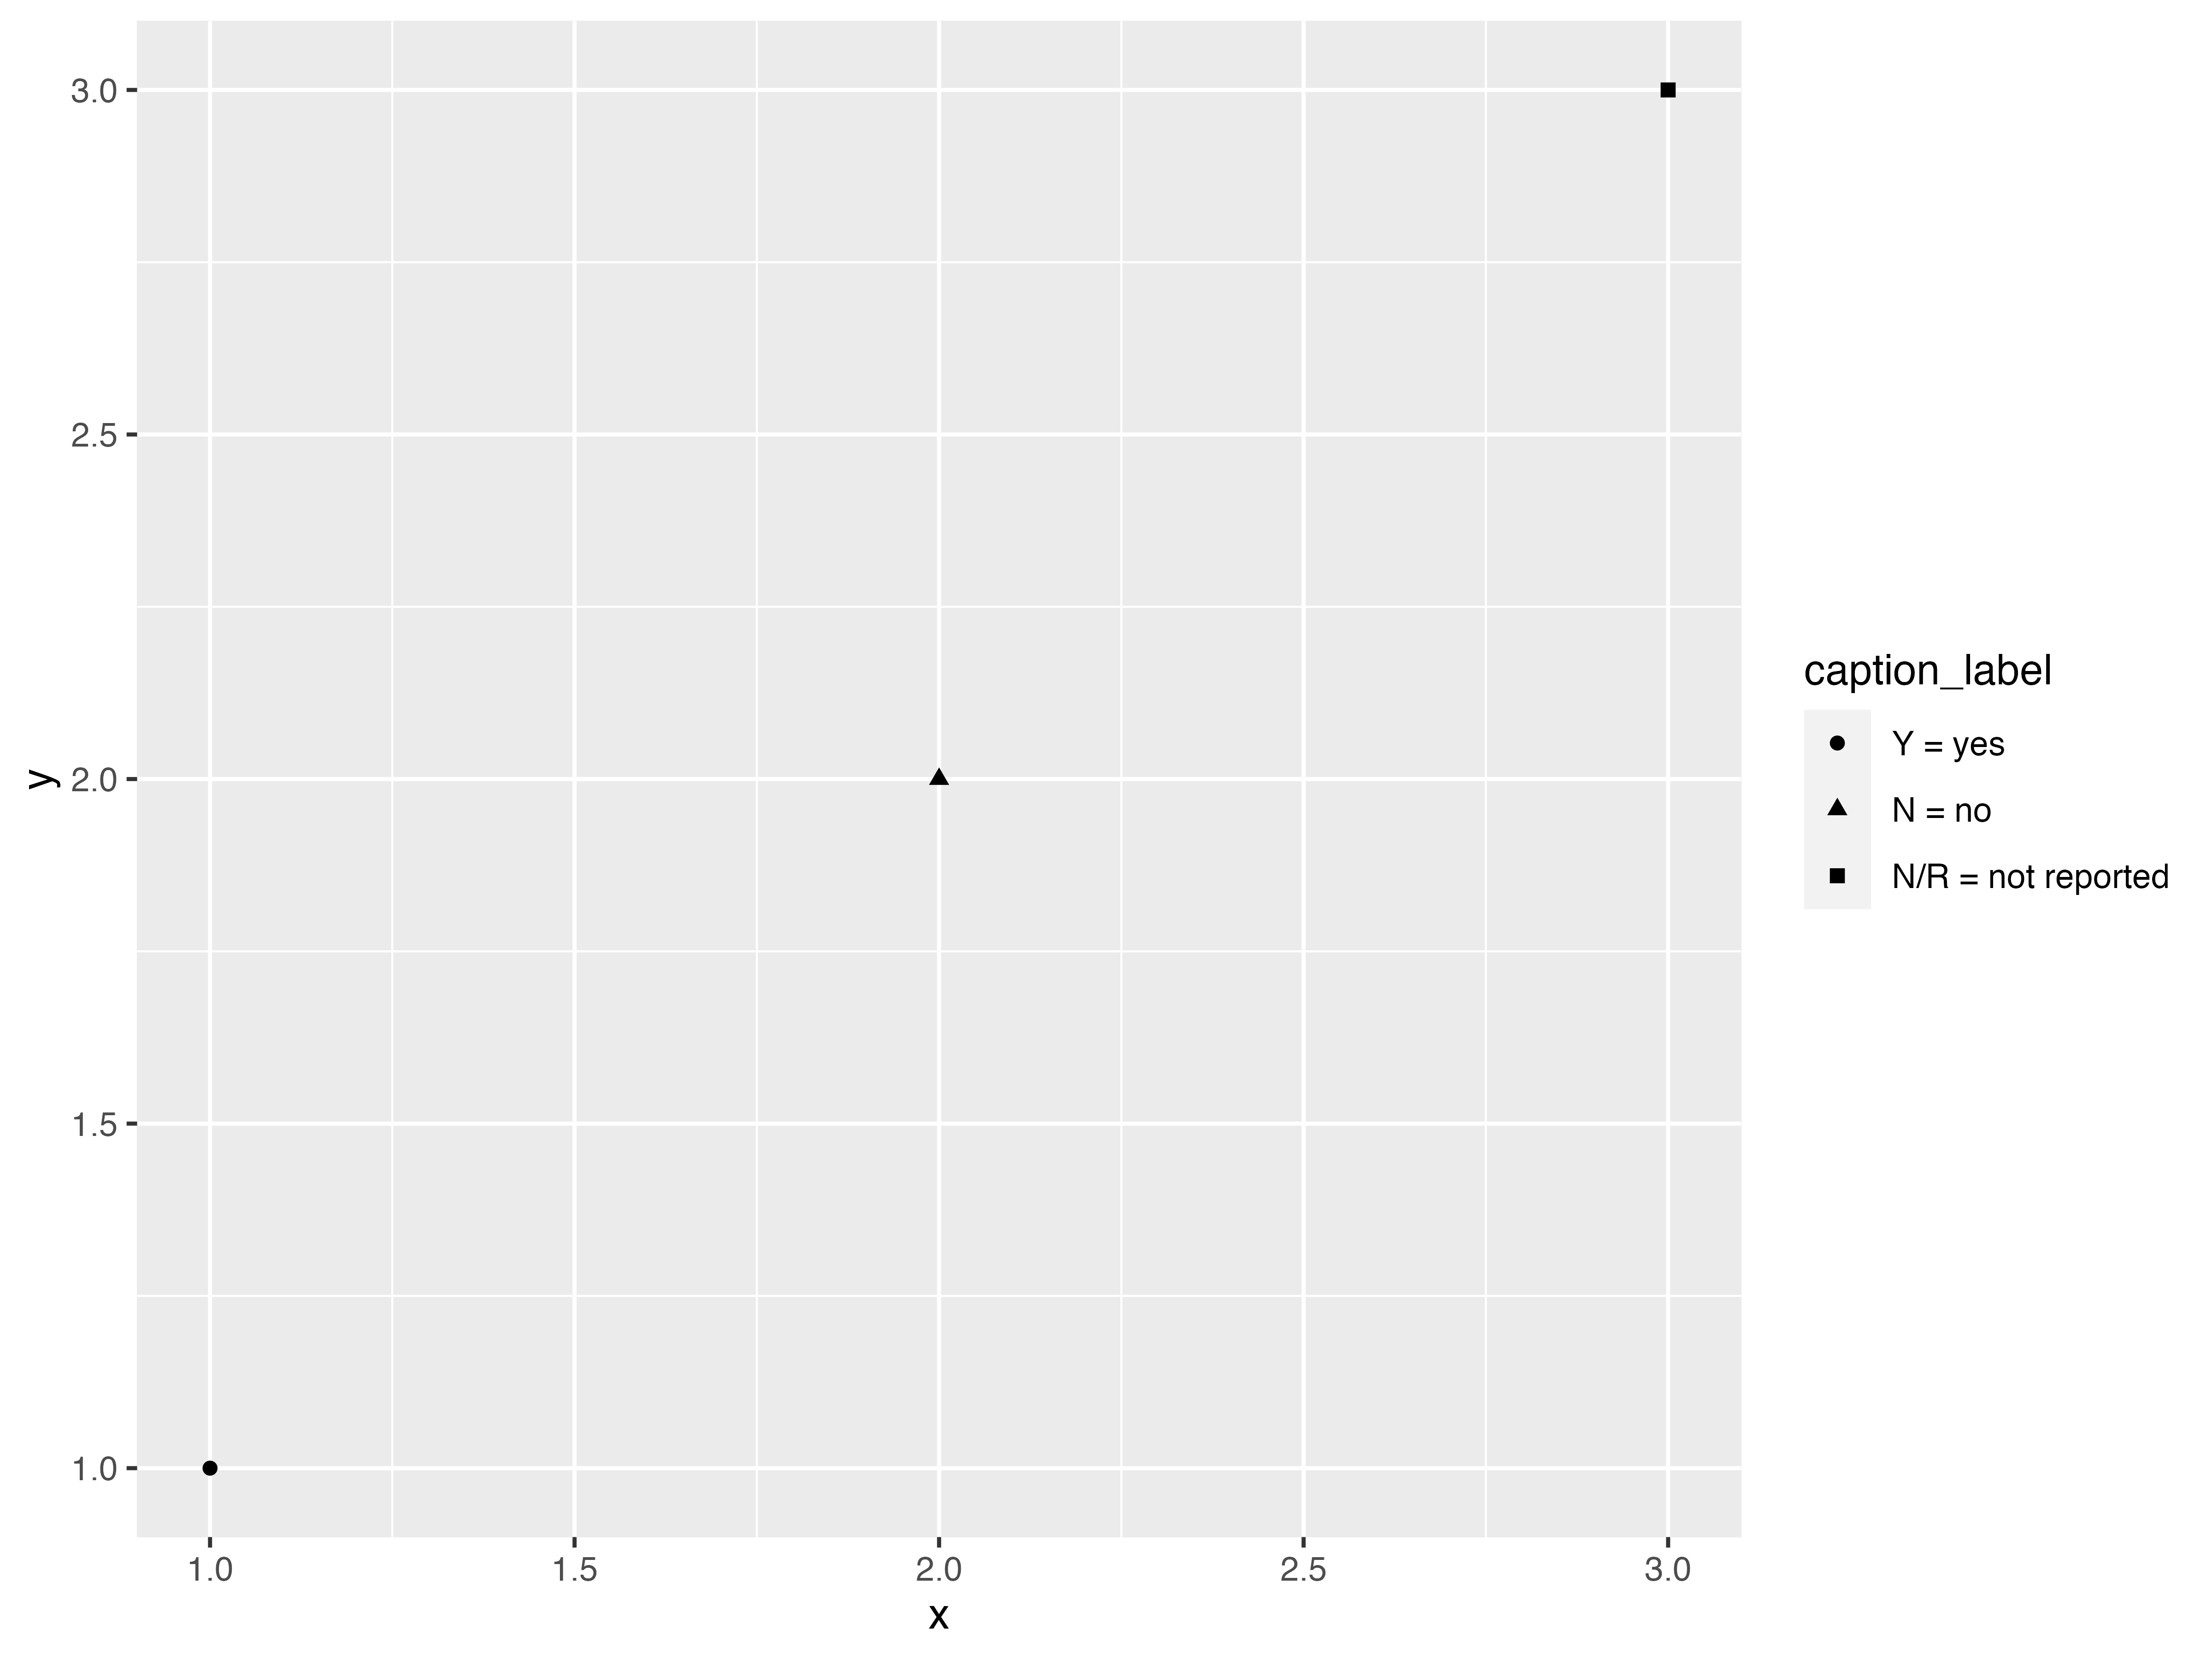 3.0
2.5
2.0
1.5
1.0
y
1.0 1.5 2.0 2.5 3.0
x
caption_label
Y = yes
N = no
N/R = not reported